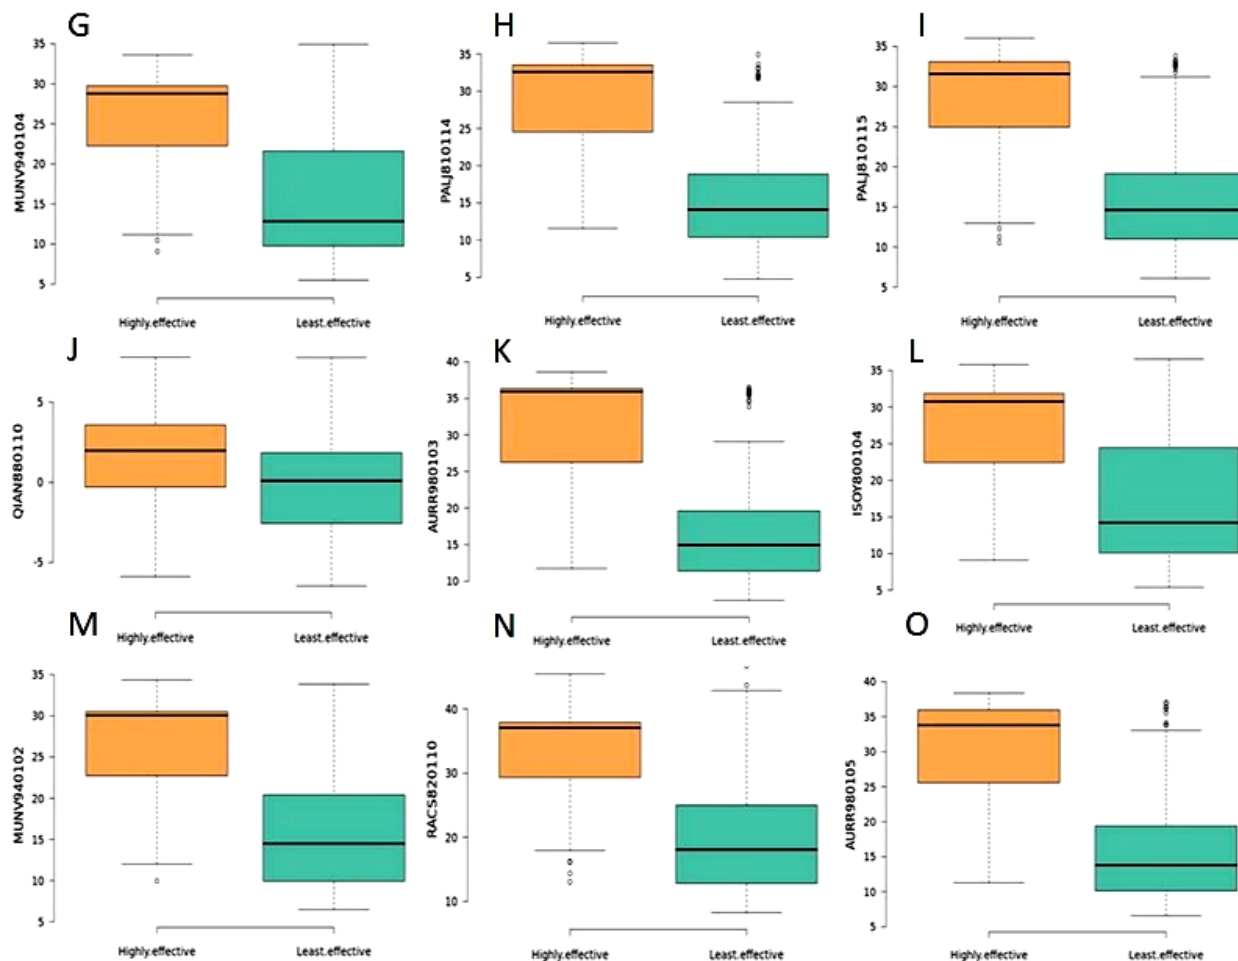 G
MUNV940104
35
30
25
20
15
10
5
Highly.effective Least.effective
H
PALJ810114
35
30
25
20
15
10
5
Highly.effective Least.effective
I
PALJ810115
35
30
25
20
15
10
5
Highly.effective Least.effective
J
QIAN880110
5
0
-5
Highly.effective Least.effective
K
AURR980103
40
35
30
25
20
15
10
Highly.effective Least.effective
L
ISOY800104
35
30
25
20
15
10
5
Highly.effective Least.effective
M
MUNV940102
35
30
25
20
15
10
5
Highly.effective Least.effective
N
RACS820110
40
30
20
10
Highly.effective Least.effective
O
AURR980105
40
35
30
25
20
15
10
5
Highly.effective Least.effective